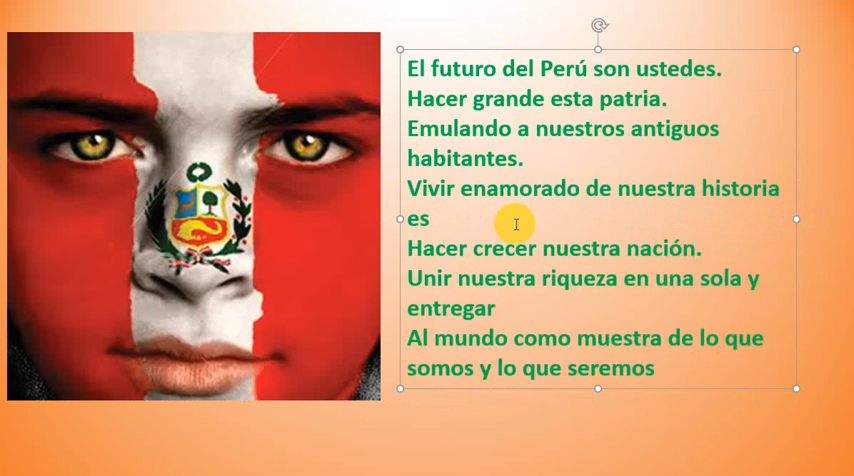 El futuro del Perú son ustedes.
Hacer grande esta patria.
Emulando a nuestros antiguos
habitantes.
Vivir enamorado de nuestra historia
es
Hacer crecer nuestra nación.
Unir nuestra riqueza en una sola y
entregar
Al mundo como muestra de lo que
somos y lo que seremos